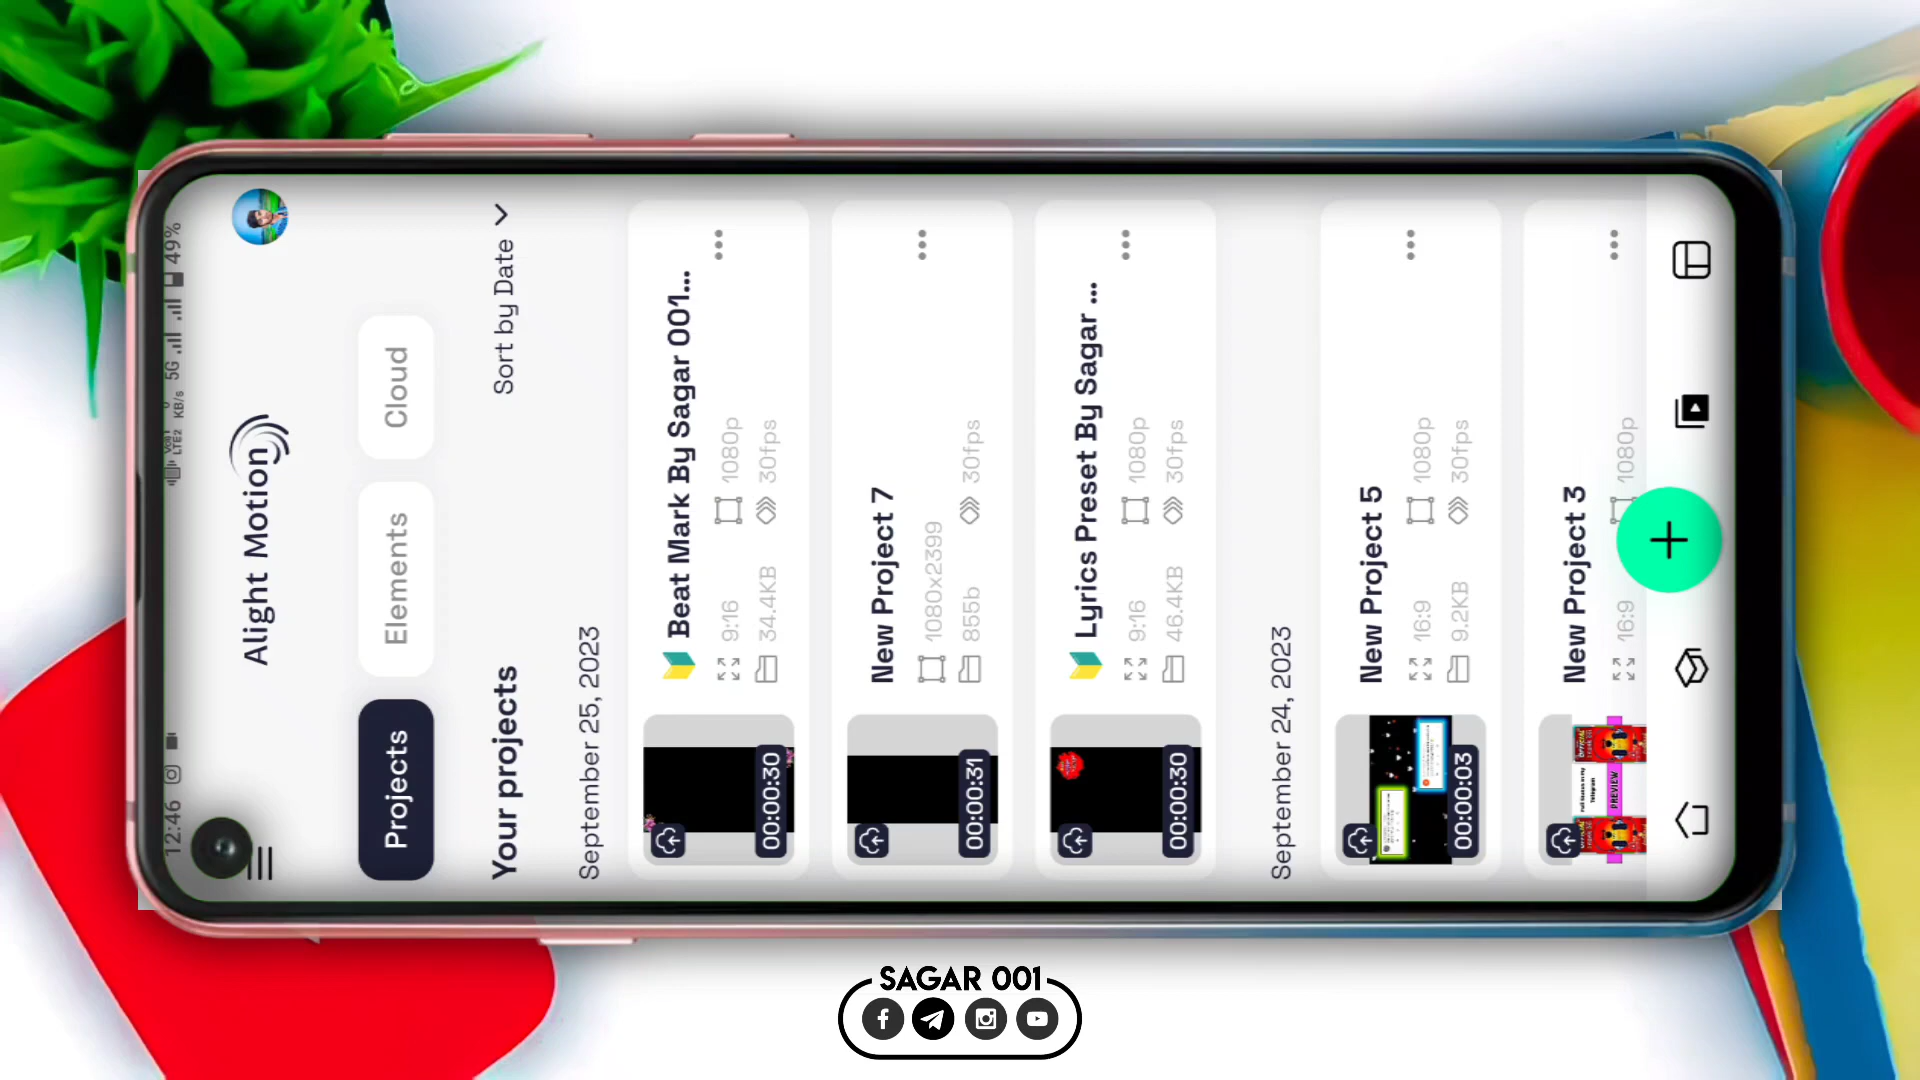 12:46
KB/s
5G
49%
LTE2
Alight Motion
Projects
Elements
Cloud
Your projects
Sort by Date
September 25, 2023
Beat Mark By Sagar 001...
9:16
1080p
34.4KB
30fps
00:00:30
New Project 7
1080x2399
855b
30fps
00:00:31
Lyrics Preset By Sagar ...
9:16
1080p
46.4KB
30fps
00:00:30
September 24, 2023
New Project 5
16:9
1080p
9.2KB
30fps
00:00:03
New Project 3
16:9
1080p
PREVIEW
SAGAR 001